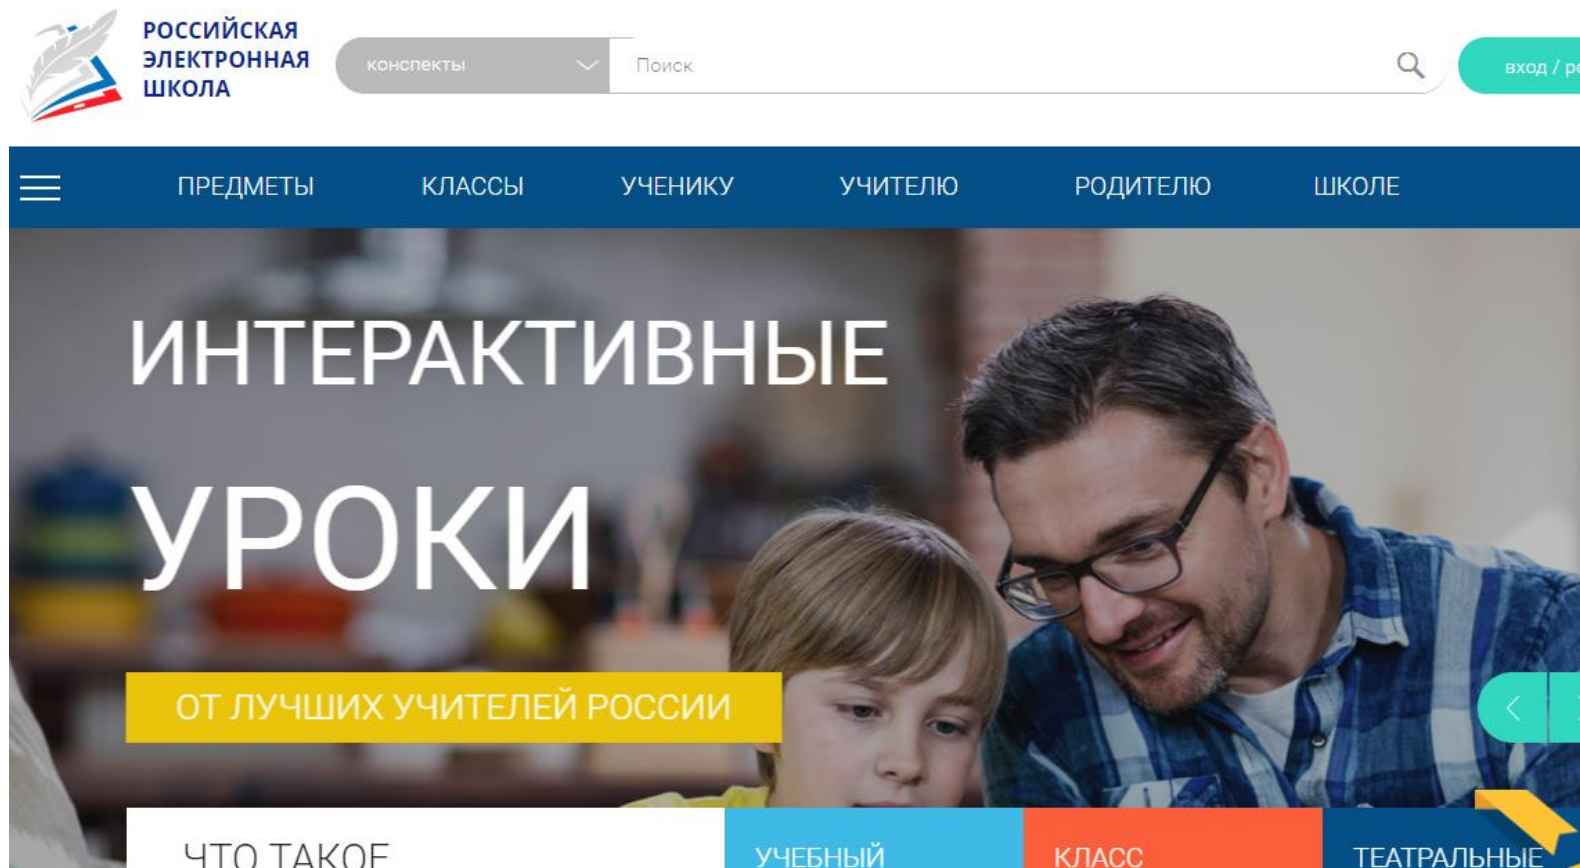 РОССИЙСКАЯ
ЭЛЕКТРОННАЯ
ШКОЛА
конспекты
Поиск
вход /
ПРЕДМЕТЫ КЛАССЫ УЧЕНИКУ УЧИТЕЛЮ РОДИТЕЛЮ ШКОЛЕ
ИНТЕРАКТИВНЫЕ
УРОКИ
ОТ ЛУЧШИХ УЧИТЕЛЕЙ РОССИИ
ЧТО ТАКОЕ
УЧЕБНЫЙ
КЛАСС
ТЕАТРАЛЬНЫЕ